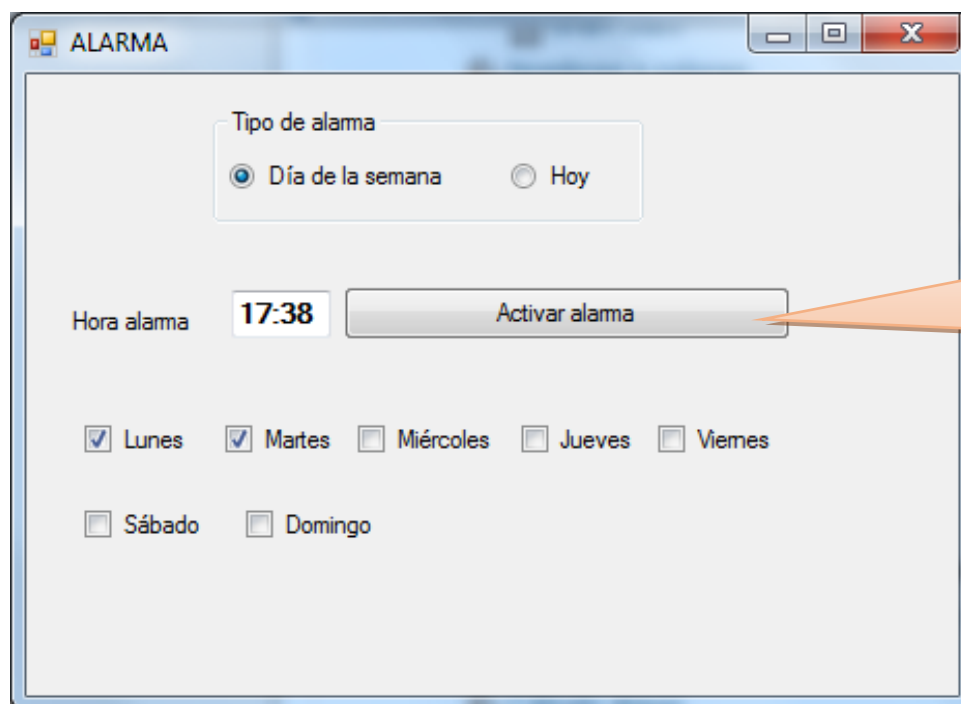 ALARMA
Tipo de alarma
Día de la semana Hoy
Hora alarma 17:38 Activar alarma
Lunes Martes Miércoles Jueves Viernes
Sábado Domingo